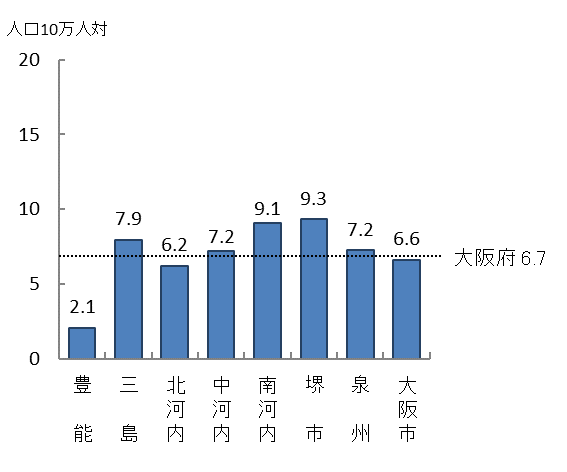 人口10万人対
20
15
10
5
0
2.1
7.9
6.2
7.2
9.1
9.3
7.2
6.6
大阪府 6.7
豊能
三島
北河内
中河内
南河内
堺市
泉州
大阪市